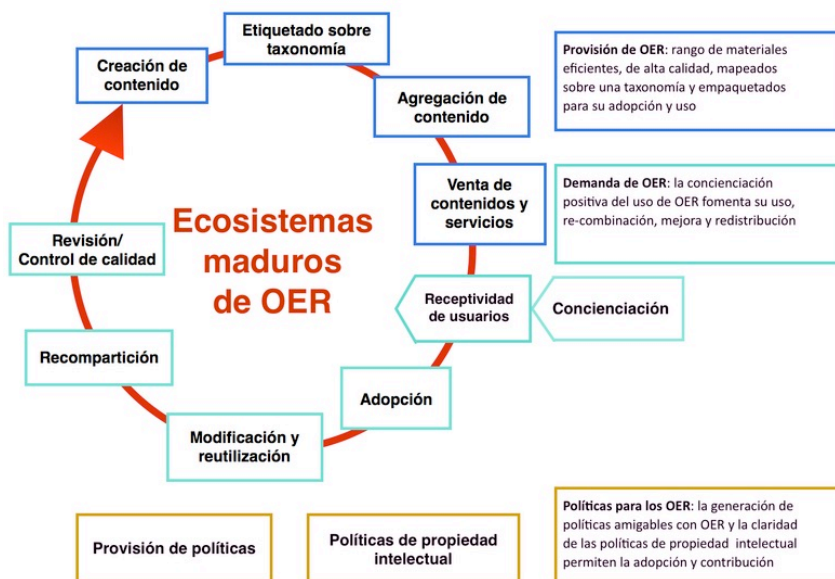 Etiquetado sobre
taxonomía
Creación de
contenido
Agregación de
contenido
Venta de
contenidos y
servicios
Receptividad
de usuarios
Concienciación
Adopción
Modificación y
reutilización
Recompartición
Revisión/
Control de calidad
Ecosistemas
maduros
de OER
Provisión de OER: rango de materiales
eficientes, de alta calidad, mapeados
sobre una taxonomía y empaquetados
para su adopción y uso
Demanda de OER: la concienciación
positiva del uso de OER fomenta su uso,
re-combinación, mejora y redistribución
Provisión de políticas
Políticas de propiedad
intelectual
Políticas para los OER: la generación de
políticas amigables con OER y la claridad
de las políticas de propiedad intelectual
permiten la adopción y contribución